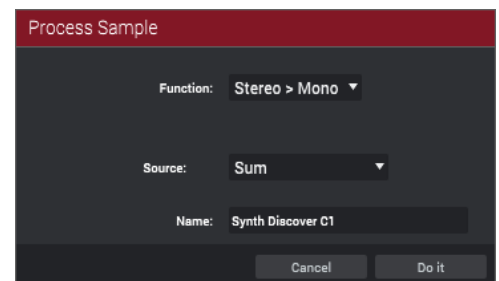 Process Sample
Function: Stereo > Mono
Source: Sum
Name: Synth Discover C1
Cancel Do it